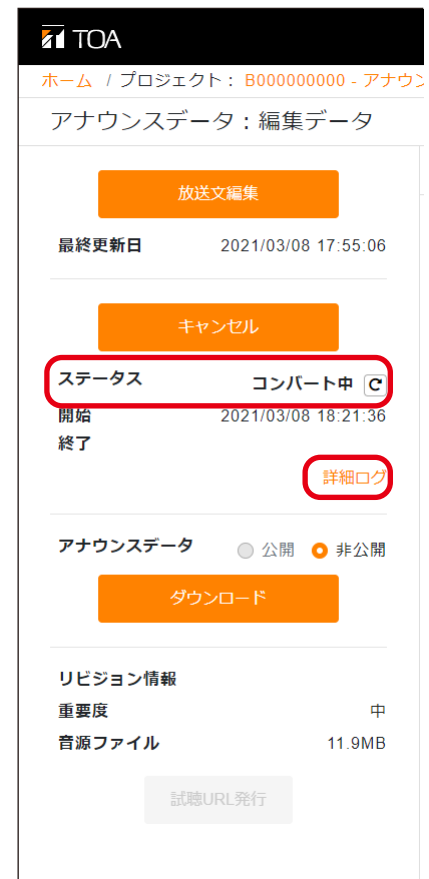 TOA
ホーム / プロジェクト： B000000000 - アナウン
アナウンスデータ：編集データ
放送文編集
最終更新日 2021/03/08 17:55:06
キャンセル
ステータス コンバート中
開始 2021/03/08 18:21:36
終了
詳細ログ
アナウンスデータ 公開 非公開
ダウンロード
リビジョン情報
重要度 中
音源ファイル 11.9MB
試聴URL発行